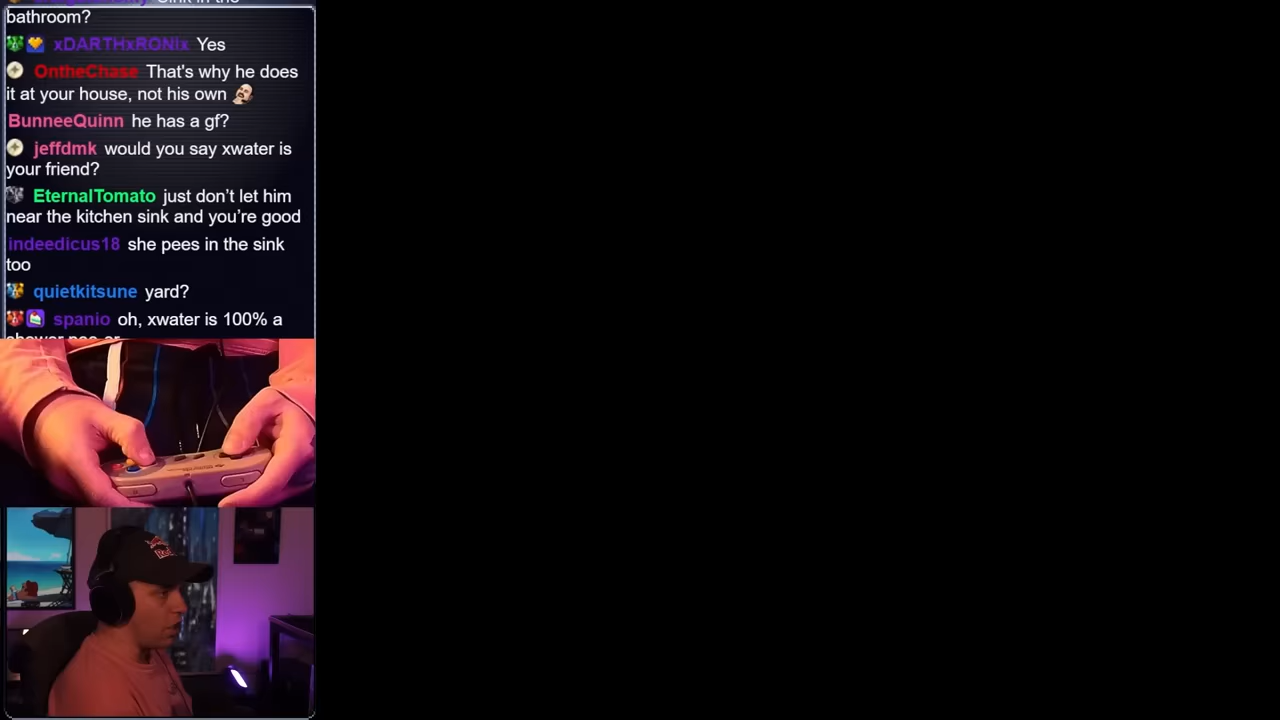 bathroom?
xDARTHxRONIx Yes
OntheChase That's why he does
it at your house, not his own
BunneeQuinn he has a gf?
jeffdmk would you say xwater is
your friend?
EternalTomato just don't let him
near the kitchen sink and you're good
indeedicus18 she pees in the sink
too
quietkitsune yard?
spanio oh, xwater is 100% a